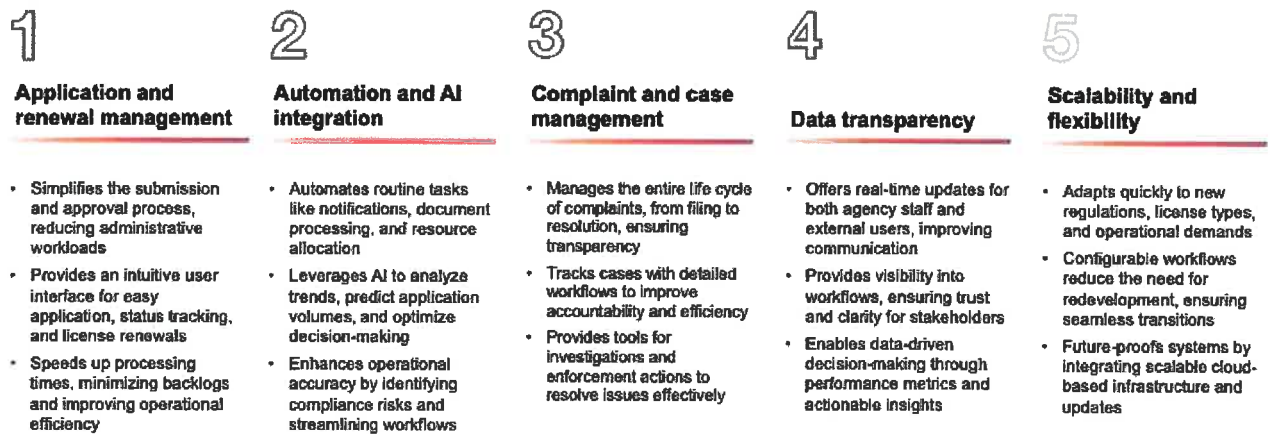 1
Application and
renewal management
• Simplifies the submission
and approval process,
reducing administrative
workloads
• Provides an intuitive user
interface for easy
application, status tracking,
and license renewals
• Speeds up processing
times, minimizing backlogs
and improving operational
efficiency
2
Automation and AI
integration
• Automates routine tasks
like notifications, document
processing, and resource
allocation
• Leverages AI to analyze
trends, predict application
volumes, and optimize
decision-making
• Enhances operational
accuracy by identifying
compliance risks and
streamlining workflows
3
Complaint and case
management
• Manages the entire life cycle
of complaints, from filing to
resolution, ensuring
transparency
• Tracks cases with detailed
workflows to improve
accountability and efficiency
• Provides tools for
investigations and
enforcement actions to
resolve issues effectively
4
Data transparency
• Offers real-time updates for
both agency staff and
external users, improving
communication
• Provides visibility into
workflows, ensuring trust
and clarity for stakeholders
• Enables data-driven
decision-making through
performance metrics and
actionable insights
5
Scalability and
flexibility
• Adapts quickly to new
regulations, license types,
and operational demands
• Configurable workflows
reduce the need for
redevelopment, ensuring
seamless transitions
• Future-proofs systems by
integrating scalable cloud-
based infrastructure and
updates